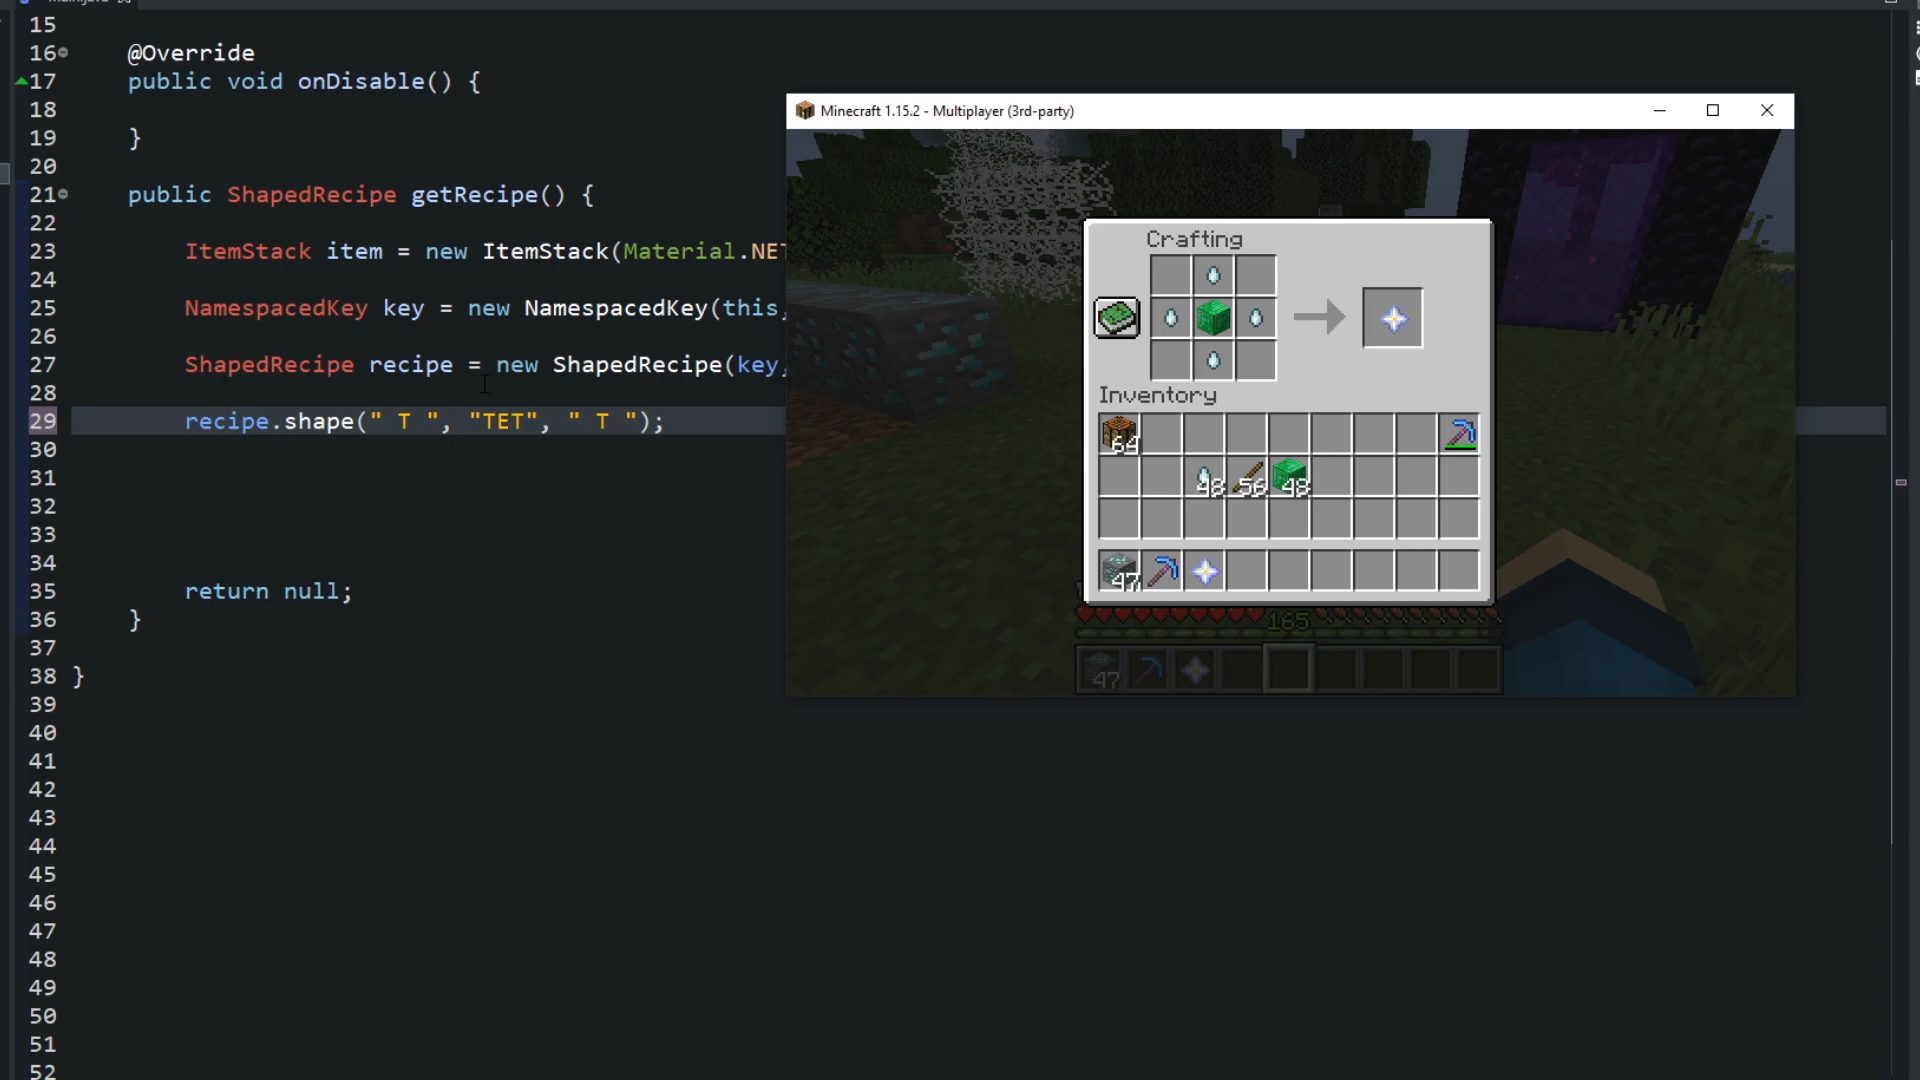 15
16 @Override
17 public void onDisable() {
18
19 }
20
21 public ShapedRecipe getRecipe() {
22
23 ItemStack item = new ItemStack(Material.NET
24
25 NamespacedKey key = new NamespacedKey(this,
26
27 ShapedRecipe recipe = new ShapedRecipe(key,
28
29 recipe.shape(" T ", "TET", " T ");
30
31
32
33
34
35 return null;
36 }
37
38 }
39
40
41
42
43
44
45
46
47
48
49
50
51
52
Minecraft 1.15.2 - Multiplayer (3rd-party)
Crafting
Inventory
64
48 56 48
47
165
47